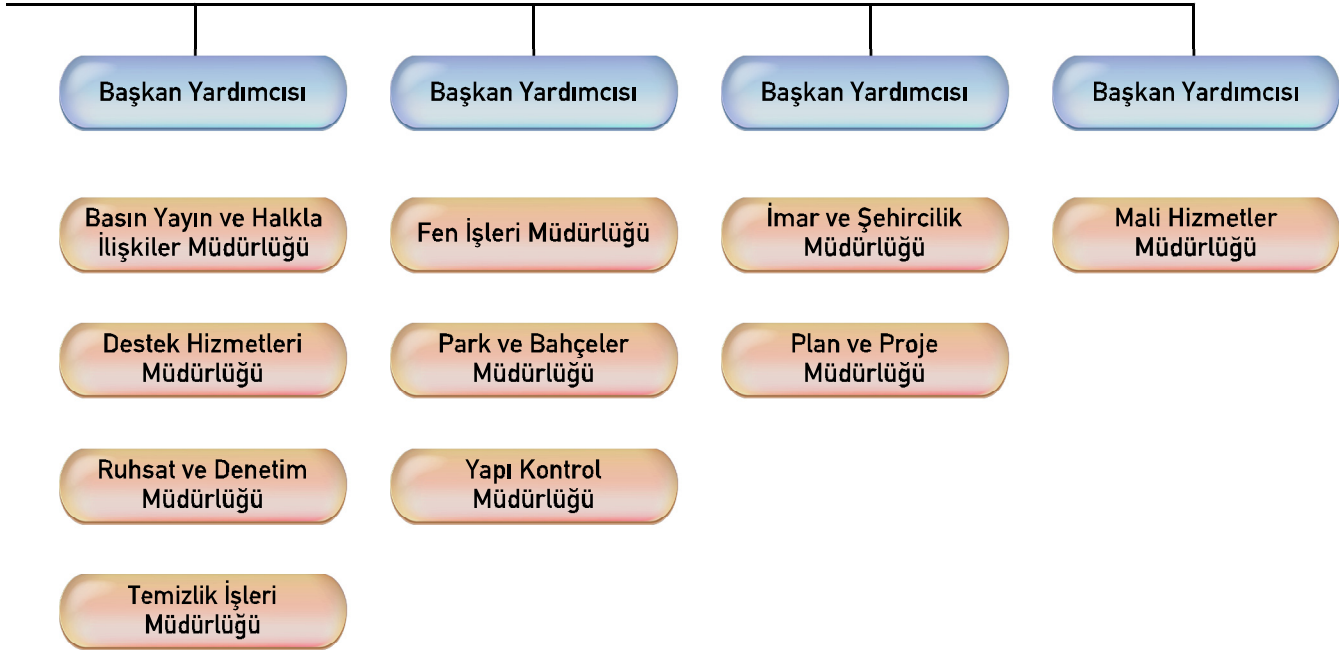 Başkan Yardımcısı
Başkan Yardımcısı
Başkan Yardımcısı
Başkan Yardımcısı
Basın Yayın ve Halkla
İlişkiler Müdürlüğü
Fen İşleri Müdürlüğü
İmar ve Şehircilik
Müdürlüğü
Mali Hizmetler
Müdürlüğü
Destek Hizmetleri
Müdürlüğü
Park ve Bahçeler
Müdürlüğü
Plan ve Proje
Müdürlüğü
Ruhsat ve Denetim
Müdürlüğü
Yapı Kontrol
Müdürlüğü
Temizlik İşleri
Müdürlüğü